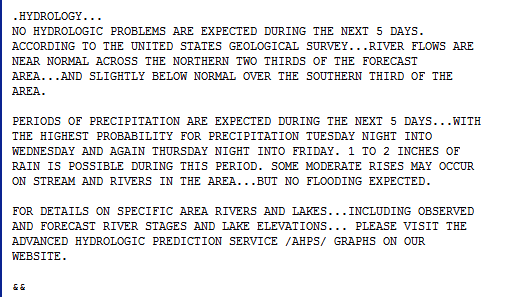 .HYDROLOGY...
NO HYDROLOGIC PROBLEMS ARE EXPECTED DURING THE NEXT 5 DAYS.
ACCORDING TO THE UNITED STATES GEOLOGICAL SURVEY...RIVER FLOWS ARE
NEAR NORMAL ACROSS THE NORTHERN TWO THIRDS OF THE FORECAST
AREA...AND SLIGHTLY BELOW NORMAL OVER THE SOUTHERN THIRD OF THE
AREA.

PERIODS OF PRECIPITATION ARE EXPECTED DURING THE NEXT 5 DAYS...WITH
THE HIGHEST PROBABILITY FOR PRECIPITATION TUESDAY NIGHT INTO
WEDNESDAY AND AGAIN THURSDAY NIGHT INTO FRIDAY. 1 TO 2 INCHES OF
RAIN IS POSSIBLE DURING THIS PERIOD. SOME MODERATE RISES MAY OCCUR
ON STREAM AND RIVERS IN THE AREA...BUT NO FLOODING EXPECTED.

FOR DETAILS ON SPECIFIC AREA RIVERS AND LAKES...INCLUDING OBSERVED
AND FORECAST RIVER STAGES AND LAKE ELEVATIONS... PLEASE VISIT THE
ADVANCED HYDROLOGIC PREDICTION SERVICE /AHPS/ GRAPHS ON OUR
WEBSITE.

&&